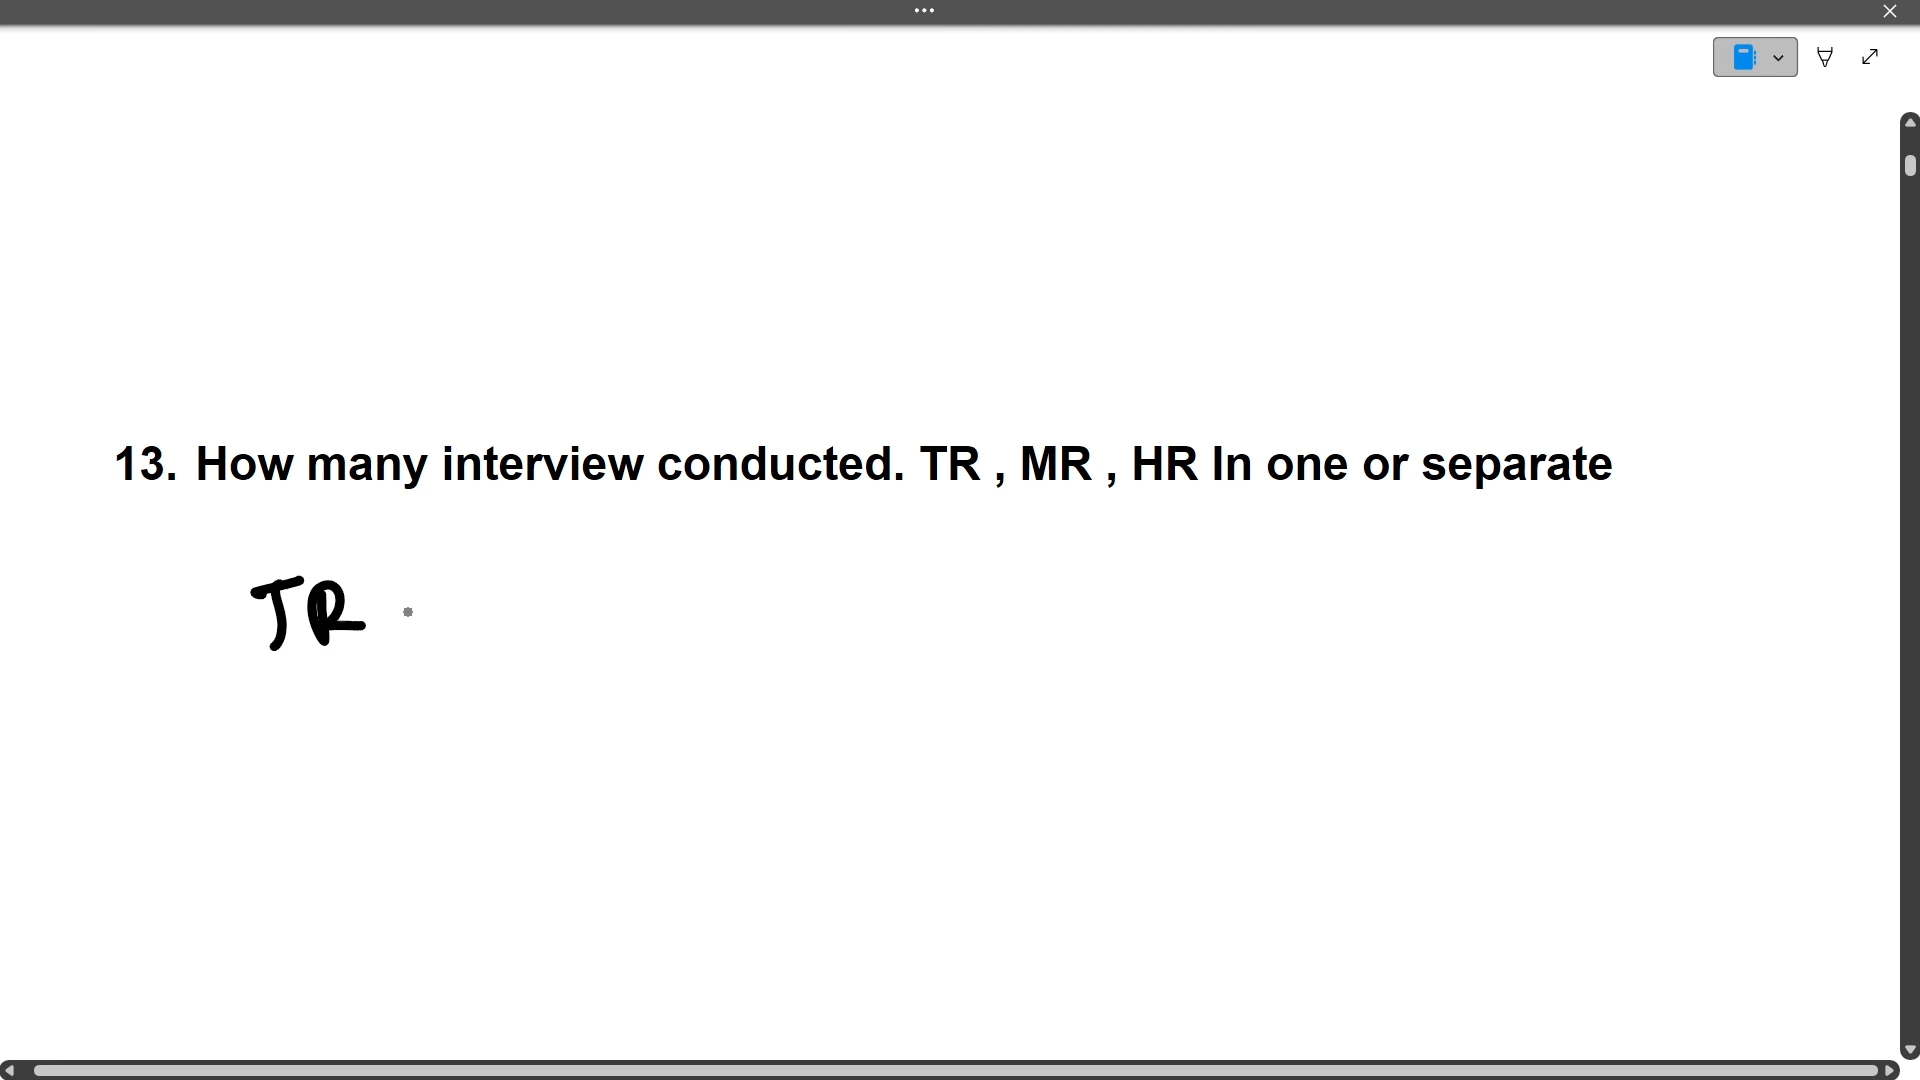 13. How many interview conducted. TR , MR , HR In one or separate
TR